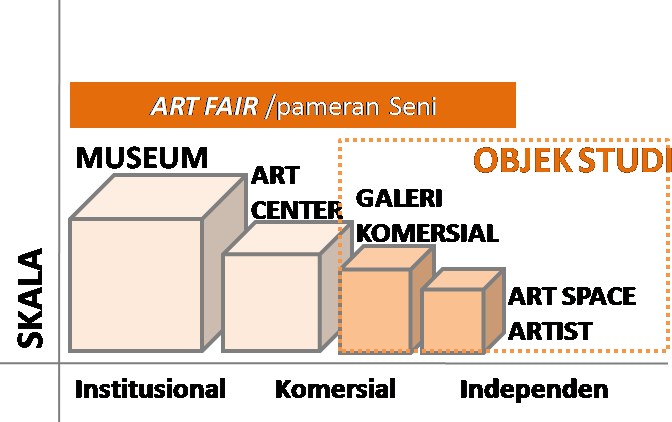 ART FAIR /pameran Seni
MUSEUM
OBJEK STUDI
ART
CENTER
GALERI
KOMERSIAL
ART SPACE
ARTIST
SKALA
Institusional
Komersial
Independen